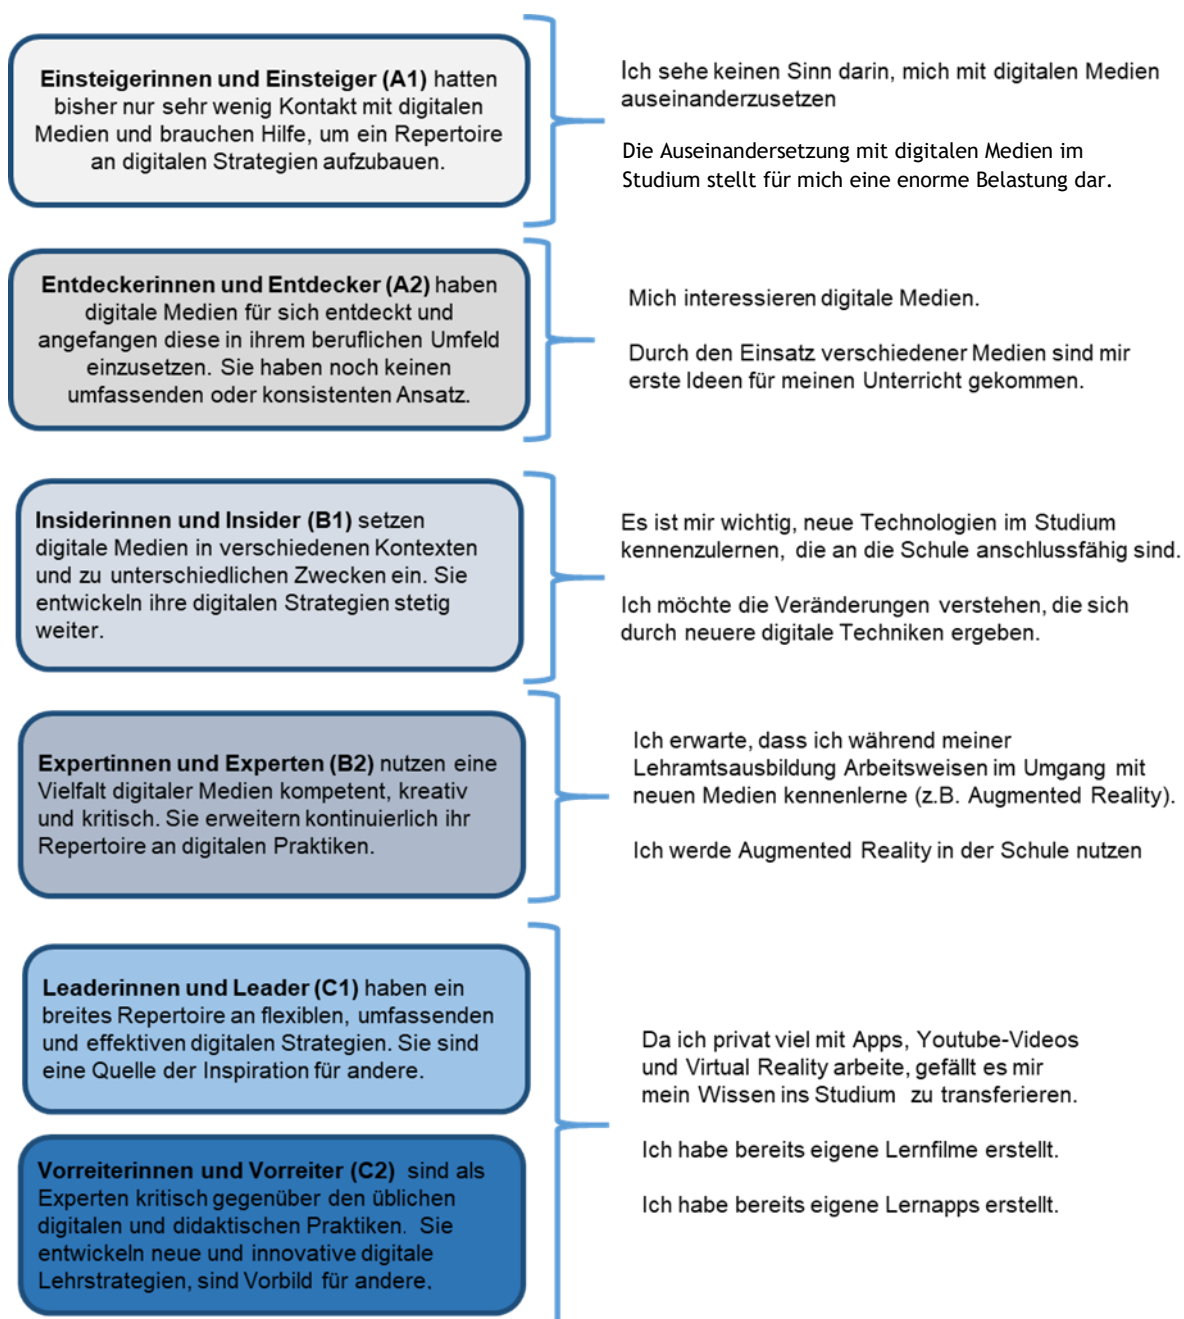 Einsteigerinnen und Einsteiger (A1) hatten
bisher nur sehr wenig Kontakt mit digitalen
Medien und brauchen Hilfe, um ein Repertoire
an digitalen Strategien aufzubauen.
Ich sehe keinen Sinn darin, mich mit digitalen Medien
auseinanderzusetzen
Die Auseinandersetzung mit digitalen Medien im
Studium stellt für mich eine enorme Belastung dar.
Entdeckerinnen und Entdecker (A2) haben
digitale Medien für sich entdeckt und
angefangen diese in ihrem beruflichen Umfeld
einzusetzen. Sie haben noch keinen
umfassenden oder konsistenten Ansatz.
Mich interessieren digitale Medien.
Durch den Einsatz verschiedener Medien sind mir
erste Ideen für meinen Unterricht gekommen.
Insiderinnen und Insider (B1) setzen
digitale Medien in verschiedenen Kontexten
und zu unterschiedlichen Zwecken ein. Sie
entwickeln ihre digitalen Strategien stetig
weiter.
Es ist mir wichtig, neue Technologien im Studium
kennenzulernen, die an die Schule anschlussfähig sind.
Ich möchte die Veränderungen verstehen, die sich
durch neuere digitale Techniken ergeben.
Expertinnen und Experten (B2) nutzen eine
Vielfalt digitaler Medien kompetent, kreativ
und kritisch. Sie erweitern kontinuierlich ihr
Repertoire an digitalen Praktiken.
Ich erwarte, dass ich während meiner
Lehramtsausbildung Arbeitsweisen im Umgang mit
neuen Medien kennenlerne (z.B. Augmented Reality).
Ich werde Augmented Reality in der Schule nutzen
Leaderinnen und Leader (C1) haben ein
breites Repertoire an flexiblen, umfassenden
und effektiven digitalen Strategien. Sie sind
eine Quelle der Inspiration für andere.
Vorreiterinnen und Vorreiter (C2) sind als
Experten kritisch gegenüber den üblichen
digitalen und didaktischen Praktiken. Sie
entwickeln neue und innovative digitale
Lehrstrategien, sind Vorbild für andere.
Da ich privat viel mit Apps, Youtube-Videos
und Virtual Reality arbeite, gefällt es mir
mein Wissen ins Studium zu transferieren.
Ich habe bereits eigene Lernfilme erstellt.
Ich habe bereits eigene Lernapps erstellt.